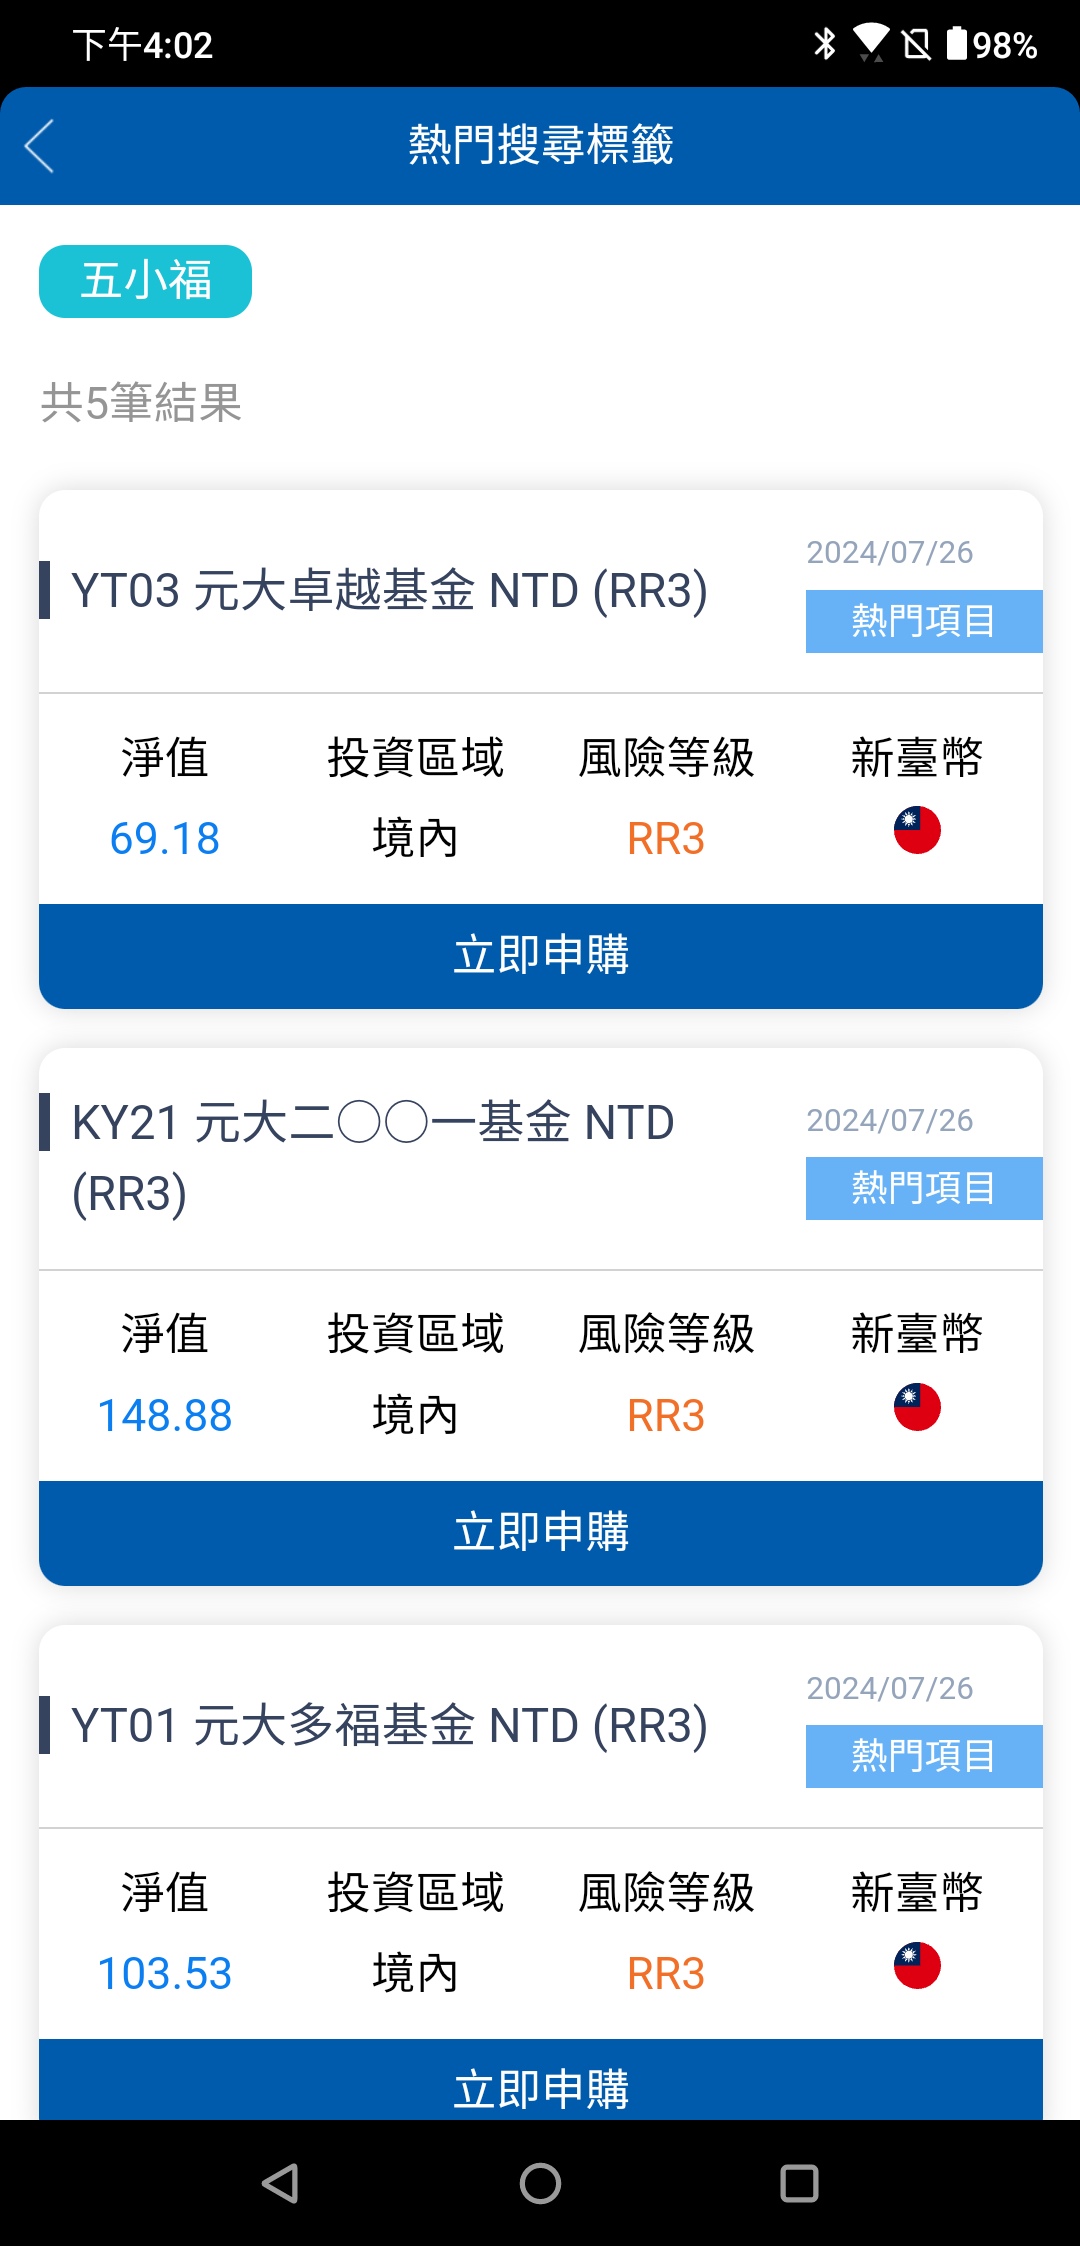 下午4:02
98%
熱門搜尋標籤
五小福
共5筆結果
2024/07/26
YT03 元大卓越基金 NTD (RR3)
熱門項目
淨值 投資區域 風險等級 新臺幣
69.18 境內 RR3
立即申購
KY21 元大二〇〇一基金 NTD
(RR3)
2024/07/26
熱門項目
淨值 投資區域 風險等級 新臺幣
148.88 境內 RR3
立即申購
2024/07/26
YT01 元大多福基金 NTD (RR3)
熱門項目
淨值 投資區域 風險等級 新臺幣
103.53 境內 RR3
立即申購